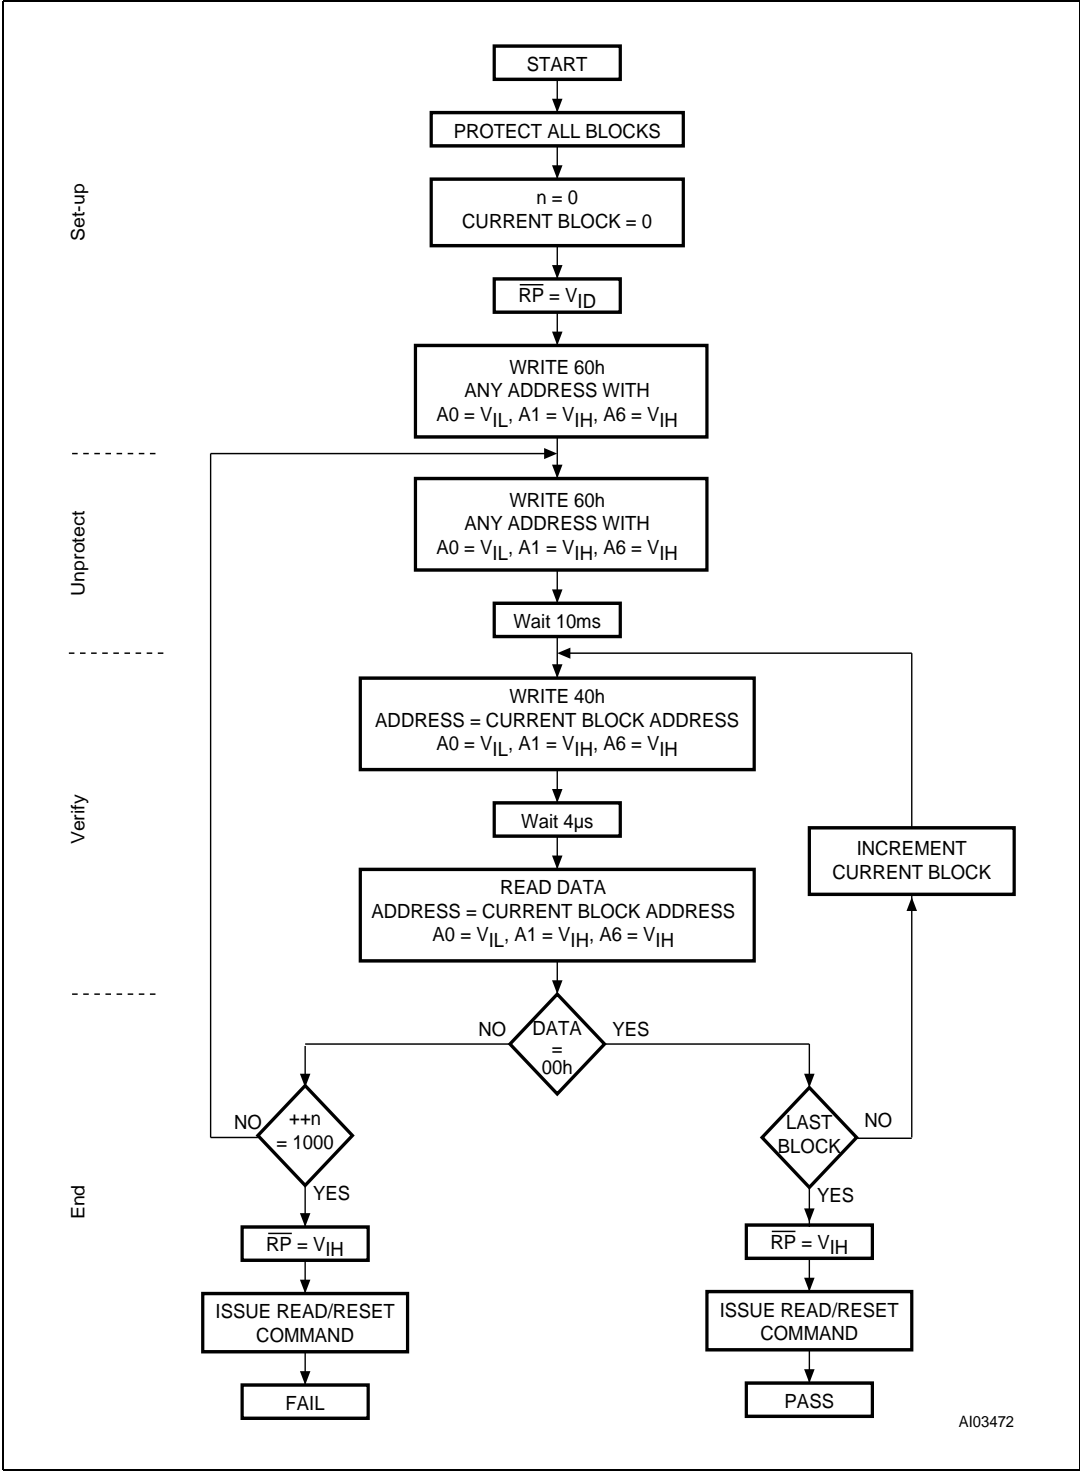 START
PROTECT ALL BLOCKS
Set-up
n = 0
CURRENT BLOCK = 0
R̅P̅ = VID
WRITE 60h
ANY ADDRESS WITH
A0 = VIL, A1 = VIH, A6 = VIH
Unprotect
WRITE 60h
ANY ADDRESS WITH
A0 = VIL, A1 = VIH, A6 = VIH
Wait 10ms
Verify
WRITE 40h
ADDRESS = CURRENT BLOCK ADDRESS
A0 = VIL, A1 = VIH, A6 = VIH
Wait 4µs
INCREMENT
CURRENT BLOCK
READ DATA
ADDRESS = CURRENT BLOCK ADDRESS
A0 = VIL, A1 = VIH, A6 = VIH
End
NO
DATA
=
00h
YES
NO
++n
= 1000
YES
LAST
BLOCK
NO
YES
R̅P̅ = VIH
ISSUE READ/RESET
COMMAND
FAIL
R̅P̅ = VIH
ISSUE READ/RESET
COMMAND
PASS
AI03472